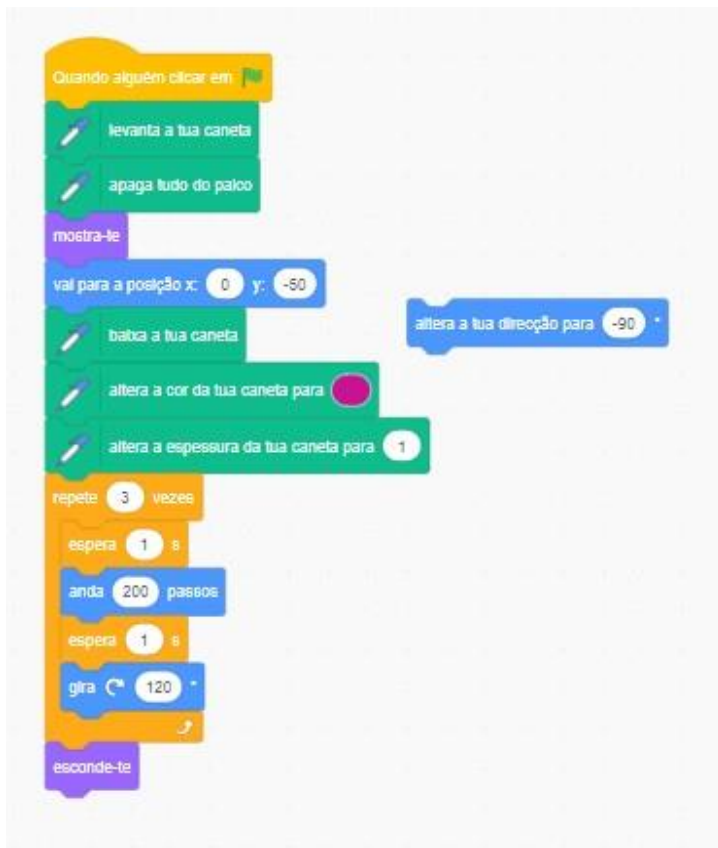 Quando alguém clicar em
levanta a tua caneta
apaga tudo do palco
mostra-te
vai para a posição x: 0 y: -50
altera a tua direcção para -90 °
baixa a tua caneta
altera a cor da tua caneta para
altera a espessura da tua caneta para 1
repete 3 vezes
espera 1 s
anda 200 passos
espera 1 s
gira 120 °
esconde-te